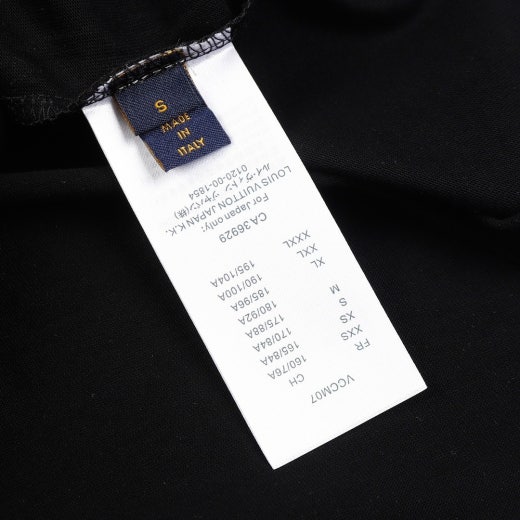 S
MADE
IN
ITALY
VCCM07
FR CH
XXS 160/76A
XS 165/84A
S 170/84A
M 175/88A
180/92A
XL 185/96A
XXL 190/100A
XXXL 195/104A
CA 36929
For Japan only:
LOUIS VUITTON JAPAN K.K.
ルイ・ヴィトン ジャパン(株)
0120-00-1854